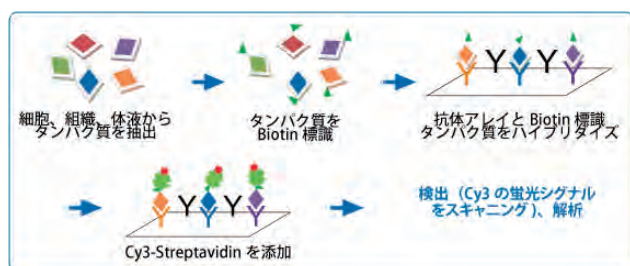 細胞、組織、体液から
タンパク質を抽出
タンパク質を
Biotin 標識
抗体アレイと Biotin 標識
タンパク質をハイブリダイズ
Cy3-Streptavidin を添加
検出（Cy3 の蛍光シグナル
をスキャニング)、解析